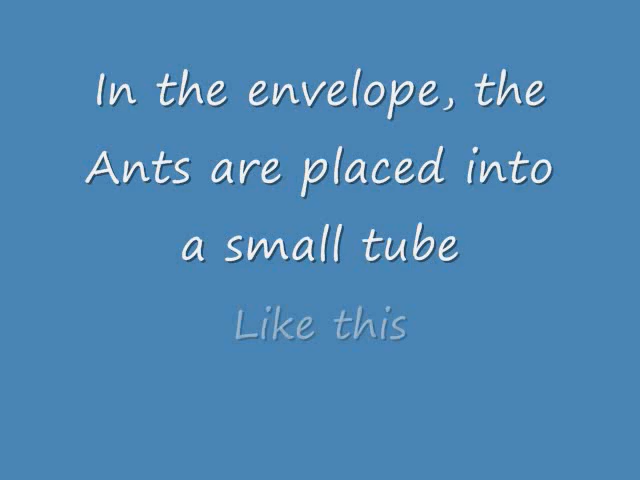 In the envelope, the
Ants are placed into
a small tube
Like this